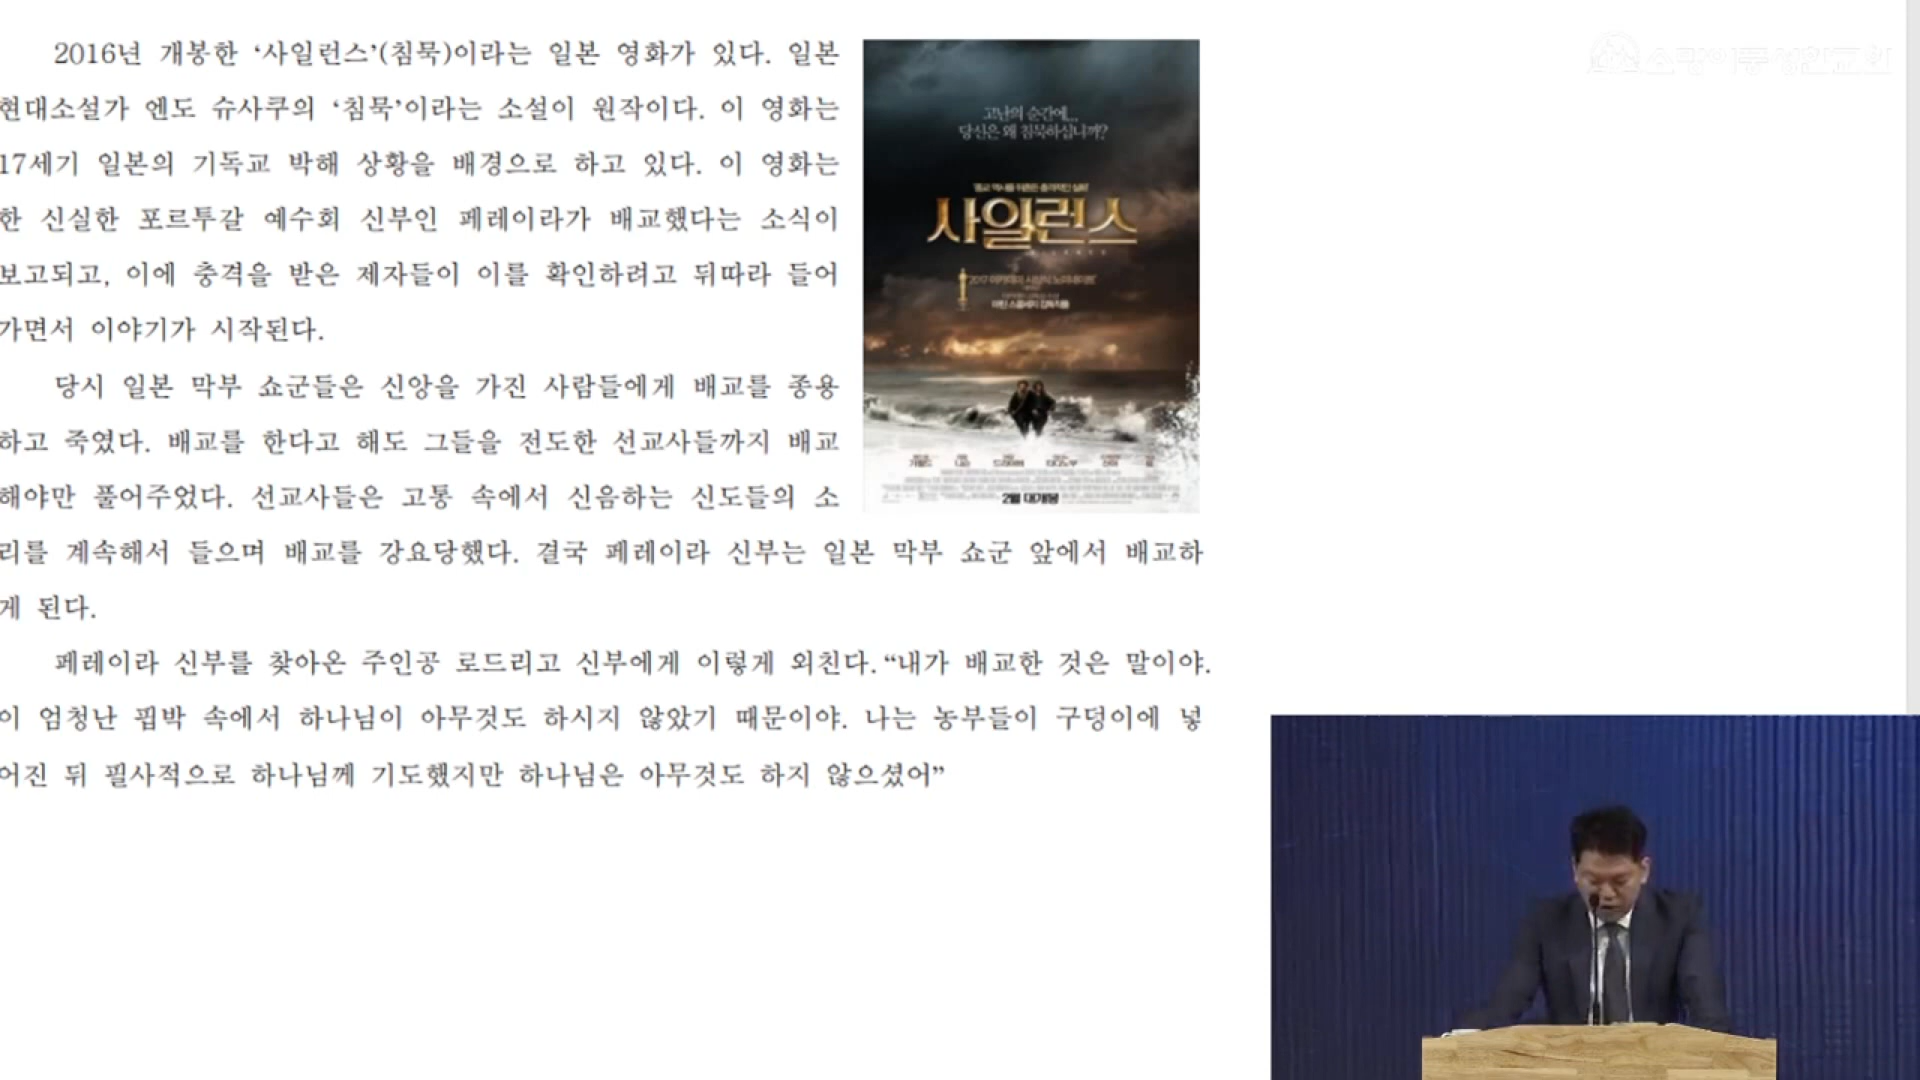 2016년 개봉한 ‘사일런스’(침묵)이라는 일본 영화가 있다. 일본
현대소설가 엔도 슈사쿠의 ‘침묵’이라는 소설이 원작이다. 이 영화는
17세기 일본의 기독교 박해 상황을 배경으로 하고 있다. 이 영화는
한 신실한 포르투갈 예수회 신부인 페레이라가 배교했다는 소식이
보고되고, 이에 충격을 받은 제자들이 이를 확인하려고 뒤따라 들어
가면서 이야기가 시작된다.
당시 일본 막부 쇼군들은 신앙을 가진 사람들에게 배교를 종용
하고 죽였다. 배교를 한다고 해도 그들을 전도한 선교사들까지 배교
해야만 풀어주었다. 선교사들은 고통 속에서 신음하는 신도들의 소
리를 계속해서 들으며 배교를 강요당했다. 결국 페레이라 신부는 일본 막부 쇼군 앞에서 배교하
게 된다.
페레이라 신부를 찾아온 주인공 로드리고 신부에게 이렇게 외친다. “내가 배교한 것은 말이야.
이 엄청난 핍박 속에서 하나님이 아무것도 하시지 않았기 때문이야. 나는 농부들이 구덩이에 넣
어진 뒤 필사적으로 하나님께 기도했지만 하나님은 아무것도 하지 않으셨어”
고난의 순간에...
당신은 왜 침묵하십니까?
사일런스
2월 대개봉
소망이룸성한교회